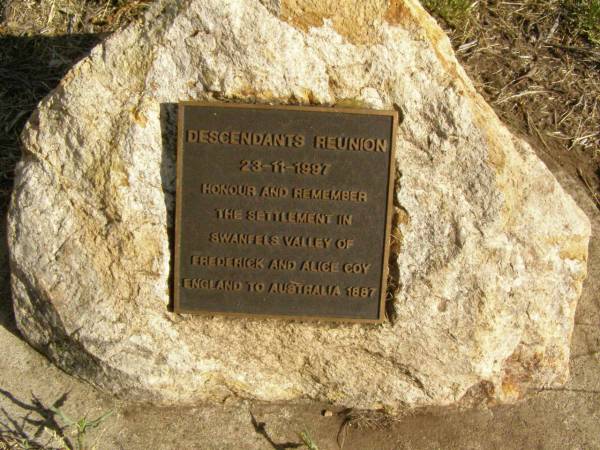 DESCENDANTS REUNION
23-11-1997
HONOUR AND REMEMBER
THE SETTLEMENT IN
SWANFELS VALLEY OF
FREDERICK AND ALICE COY
ENGLAND TO AUSTRALIA 1887